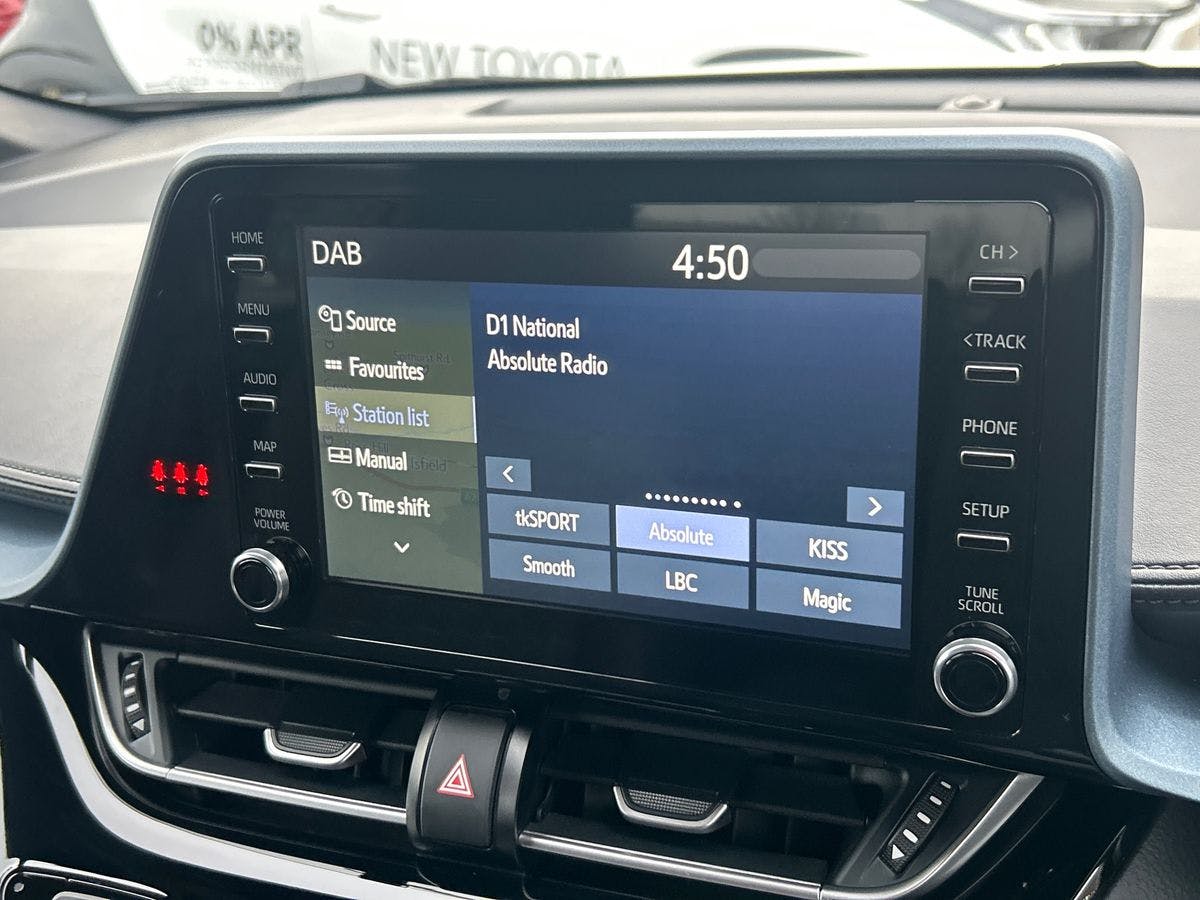 0% APR
NEW TOYOTA
HOME
MENU
AUDIO
MAP
POWER
VOLUME
DAB
4:50
Source
Favourites
Station list
Manual
Time shift
D1 National
Absolute Radio
<
>
tkSPORT
Absolute
KISS
Smooth
LBC
Magic
CH >
<TRACK
PHONE
SETUP
TUNE
SCROLL